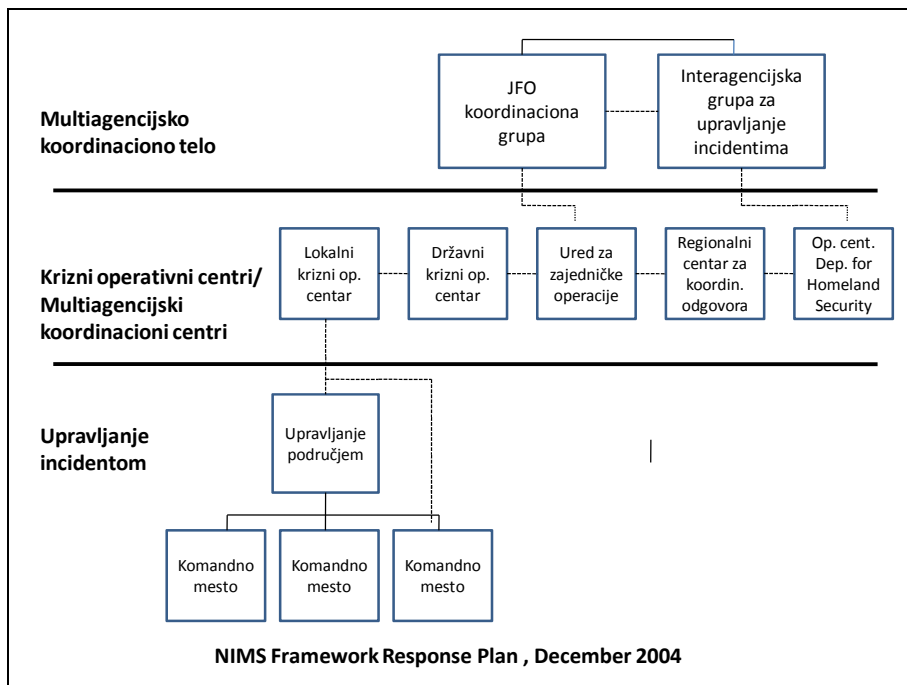 Multiagencijsko
koordinaciono telo
JFO
koordinaciona
grupa
Interagencijska
grupa za
upravljanje
incidentima
Krizni operativni centri/
Multiagencijski
koordinacioni centri
Lokalni
krizni op.
centar
Državni
krizni op.
centar
Ured za
zajedničke
operacije
Regionalni
centar za
koordin.
odgovora
Op. cent.
Dep. for
Homeland
Security
Upravljanje
incidentom
Upravljanje
područjem
Komandno
mesto
Komandno
mesto
Komandno
mesto
NIMS Framework Response Plan , December 2004